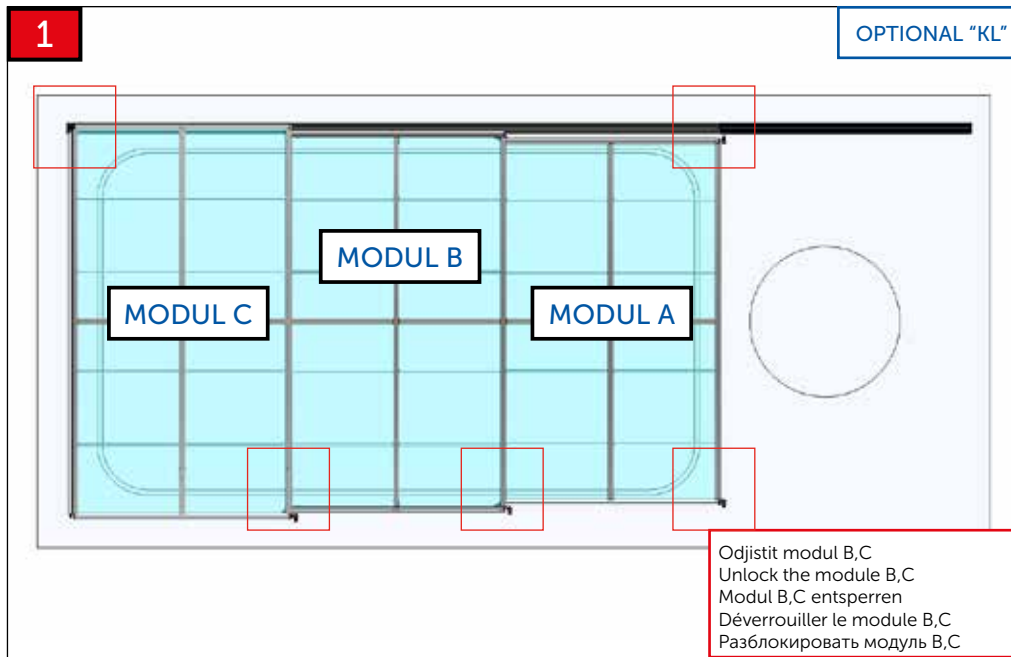 1
OPTIONAL “KL”
MODUL B
MODUL C
MODUL A
Odjistit modul B,C
Unlock the module B,C
Modul B,C entsperren
Déverrouiller le module B,C
Разблокировать модуль B,C